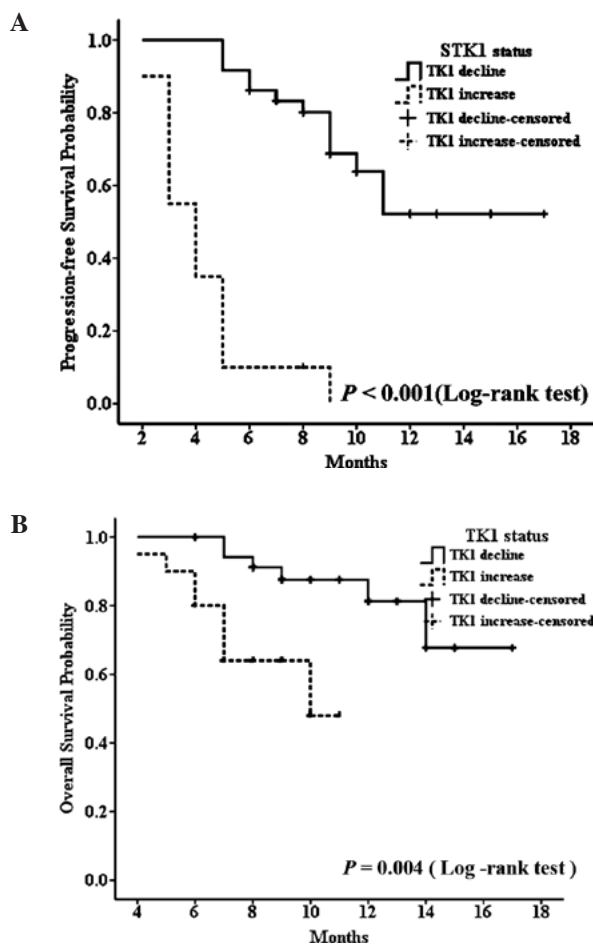 A
STK1 status
TK1 decline
TK1 increase
TK1 decline-censored
TK1 increase-censored
Progression-free Survival Probability
1.0
0.8
0.6
0.4
0.2
0.0
P < 0.001(Log-rank test)
2 4 6 8 10 12 14 16 18
Months
B
TK1 status
TK1 decline
TK1 increase
TK1 decline-censored
TK1 increase-censored
Overall Survival Probability
1.0
0.8
0.6
0.4
0.2
0.0
P = 0.004 ( Log -rank test )
4 6 8 10 12 14 16 18
Months